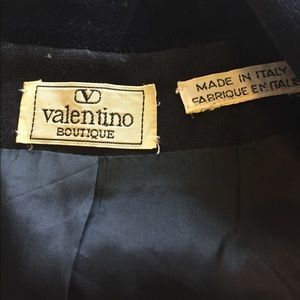 V
valentino
BOUTIQUE
MADE IN ITALY
FABRIQUE EN ITALIE